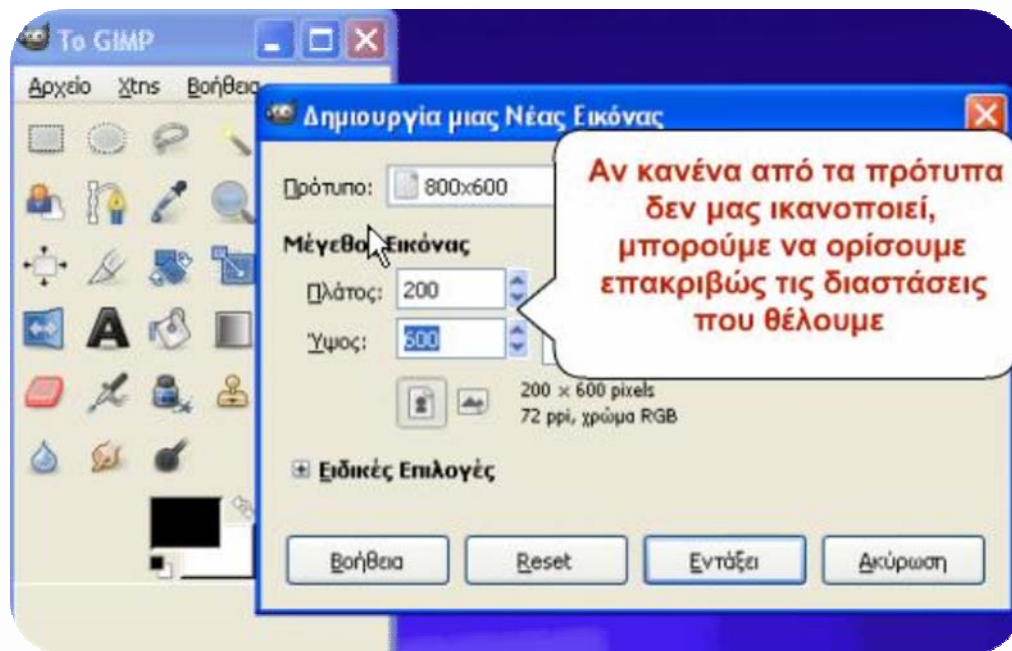 Το GIMP
Αρχείο Xtns Βοήθεια
Δημιουργία μιας Νέας Εικόνας
Πρότυπο: 800x600
Αν κανένα από τα πρότυπα
δεν μας ικανοποιεί,
μπορούμε να ορίσουμε
επακριβώς τις διαστάσεις
που θέλουμε
Μέγεθος Εικόνας
Πλάτος: 200
Ύψος: 600
200 × 600 pixels
72 ppi, χρώμα RGB
Ειδικές Επιλογές
Βοήθεια Reset Εντάξει Ακύρωση